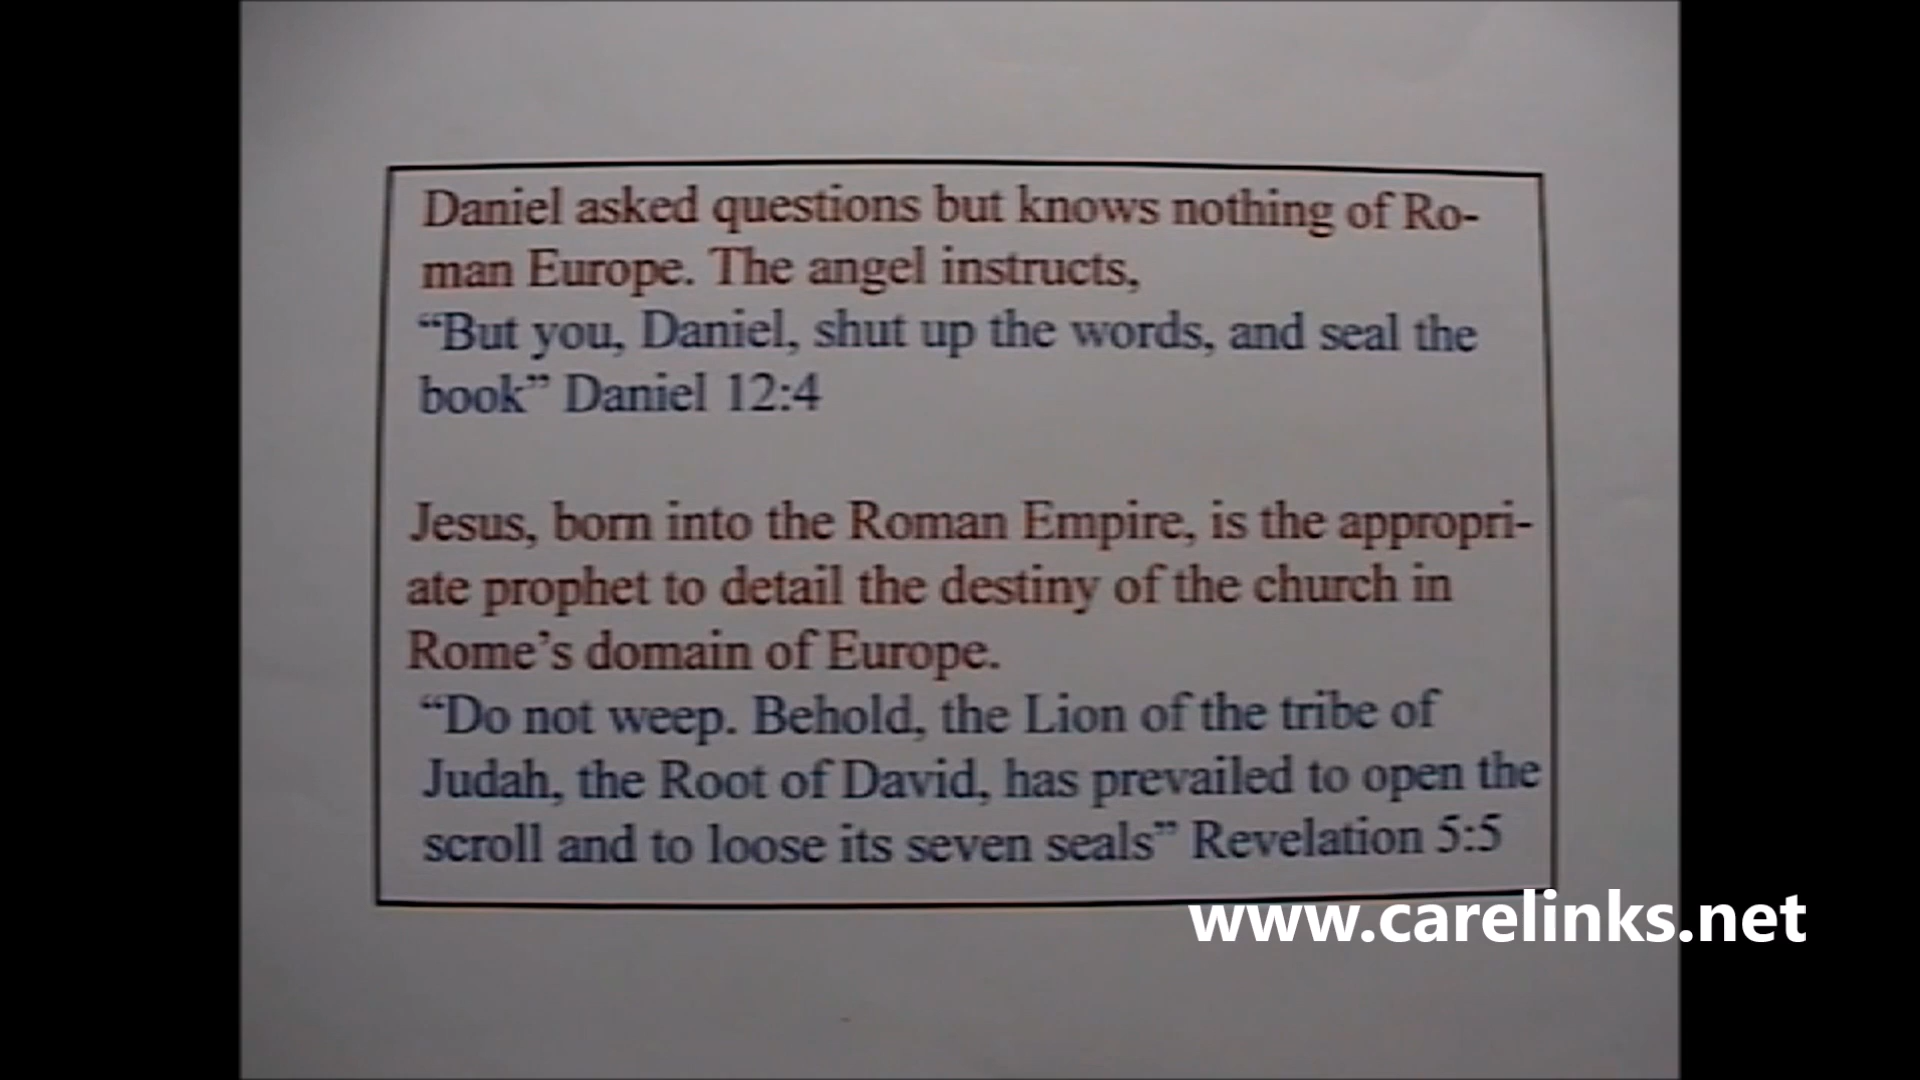 Daniel asked questions but knows nothing of Ro-
man Europe. The angel instructs,
“But you, Daniel, shut up the words, and seal the
book” Daniel 12:4
Jesus, born into the Roman Empire, is the appropri-
ate prophet to detail the destiny of the church in
Rome’s domain of Europe.
“Do not weep. Behold, the Lion of the tribe of
Judah, the Root of David, has prevailed to open the
scroll and to loose its seven seals” Revelation 5:5
www.carelinks.net